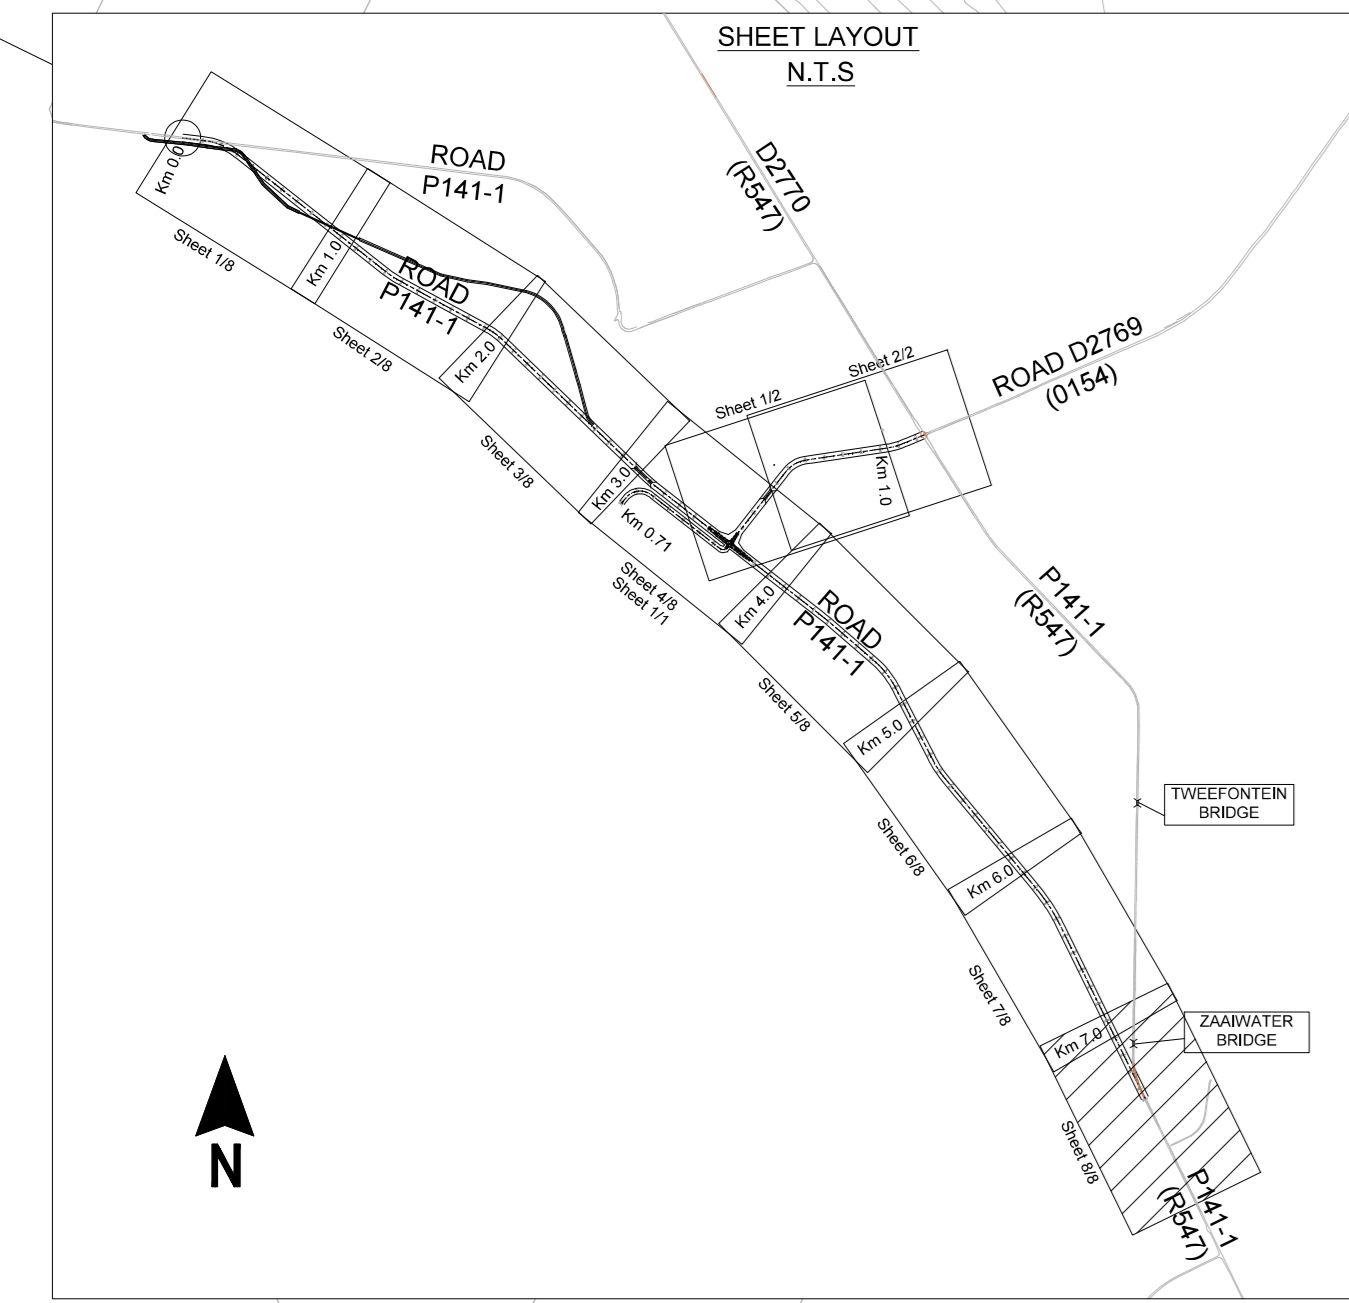 SHEET LAYOUT
N.T.S
ROAD
P141-1
D2770
(R547)
Km 0.0
Sheet 1/8
Km 1.0
ROAD
P141-1
Sheet 2/8
Km 2.0
ROAD D2769
(0154)
Sheet 2/2
Sheet 1/2
Km 1.0
Sheet 3/8
Km 3.0
Km 0.71
Sheet 4/8
Sheet 1/1
Km 4.0
ROAD
P141-1
P141-1
(R547)
Sheet 5/8
Km 5.0
TWEEFONTEIN
BRIDGE
Sheet 6/8
Km 6.0
Sheet 7/8
Km 7.0
ZAAIWATER
BRIDGE
Sheet 8/8
P141-1
(R547)
N